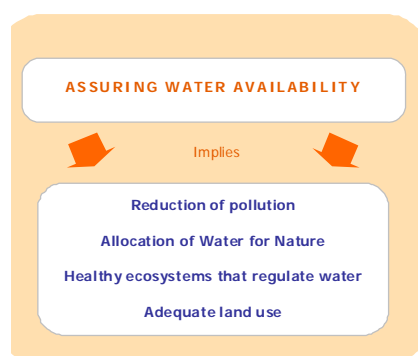 ASSURING WATER AVAILABILITY
Implies
Reduction of pollution
Allocation of Water for Nature
Healthy ecosystems that regulate water
Adequate land use